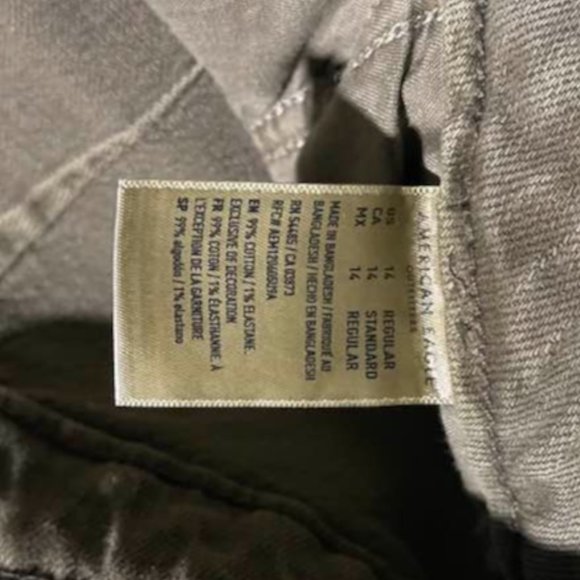 AMERICAN EAGLE
OUTFITTERS
US 14 REGULAR
CA 14 STANDARD
MX 14 REGULAR
MADE IN BANGLADESH / FABRIQUÉ AU
BANGLADESH / HECHO EN BANGLADESH
RN 54485 / CA 00873
EN 99% COTTON / 1% ELASTANE.
EXCLUSIVE OF DECORATION
FR 99% COTON / 1% ÉLASTHANNE. À
L'EXCEPTION DE LA GARNITURE
SP 99% algodón / 1% elastano